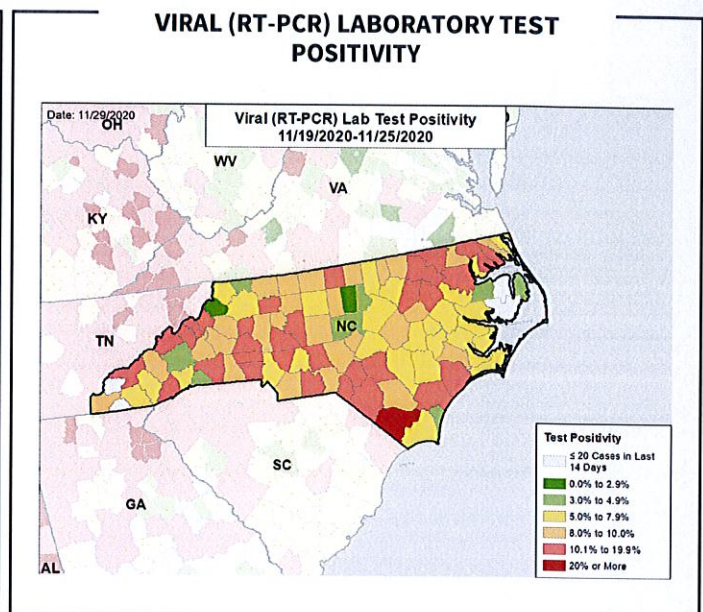 VIRAL (RT-PCR) LABORATORY TEST
POSITIVITY
Date: 11/29/2020
Viral (RT-PCR) Lab Test Positivity
11/19/2020-11/25/2020
OH
WV
VA
KY
TN
NC
SC
GA
AL
Test Positivity
≤ 20 Cases in Last
14 Days
0.0% to 2.9%
3.0% to 4.9%
5.0% to 7.9%
8.0% to 10.0%
10.1% to 19.9%
20% or More